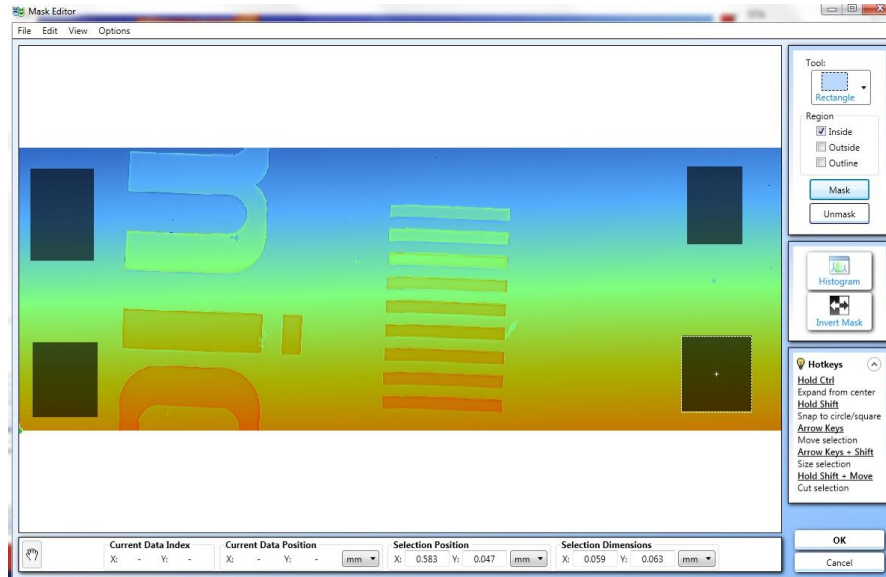 Mask Editor
File Edit View Options
Tool:
Rectangle
Region
Inside
Outside
Outline
Mask
Unmask
Histogram
Invert Mask
Hotkeys
Hold Ctrl
Expand from center
Hold Shift
Snap to circle/square
Arrow Keys
Move selection
Arrow Keys + Shift
Size selection
Hold Shift + Move
Cut selection
Current Data Index
X: - Y: -
Current Data Position
X: - Y: - mm
Selection Position
X: 0.583 Y: 0.047 mm
Selection Dimensions
X: 0.059 Y: 0.063 mm
OK
Cancel